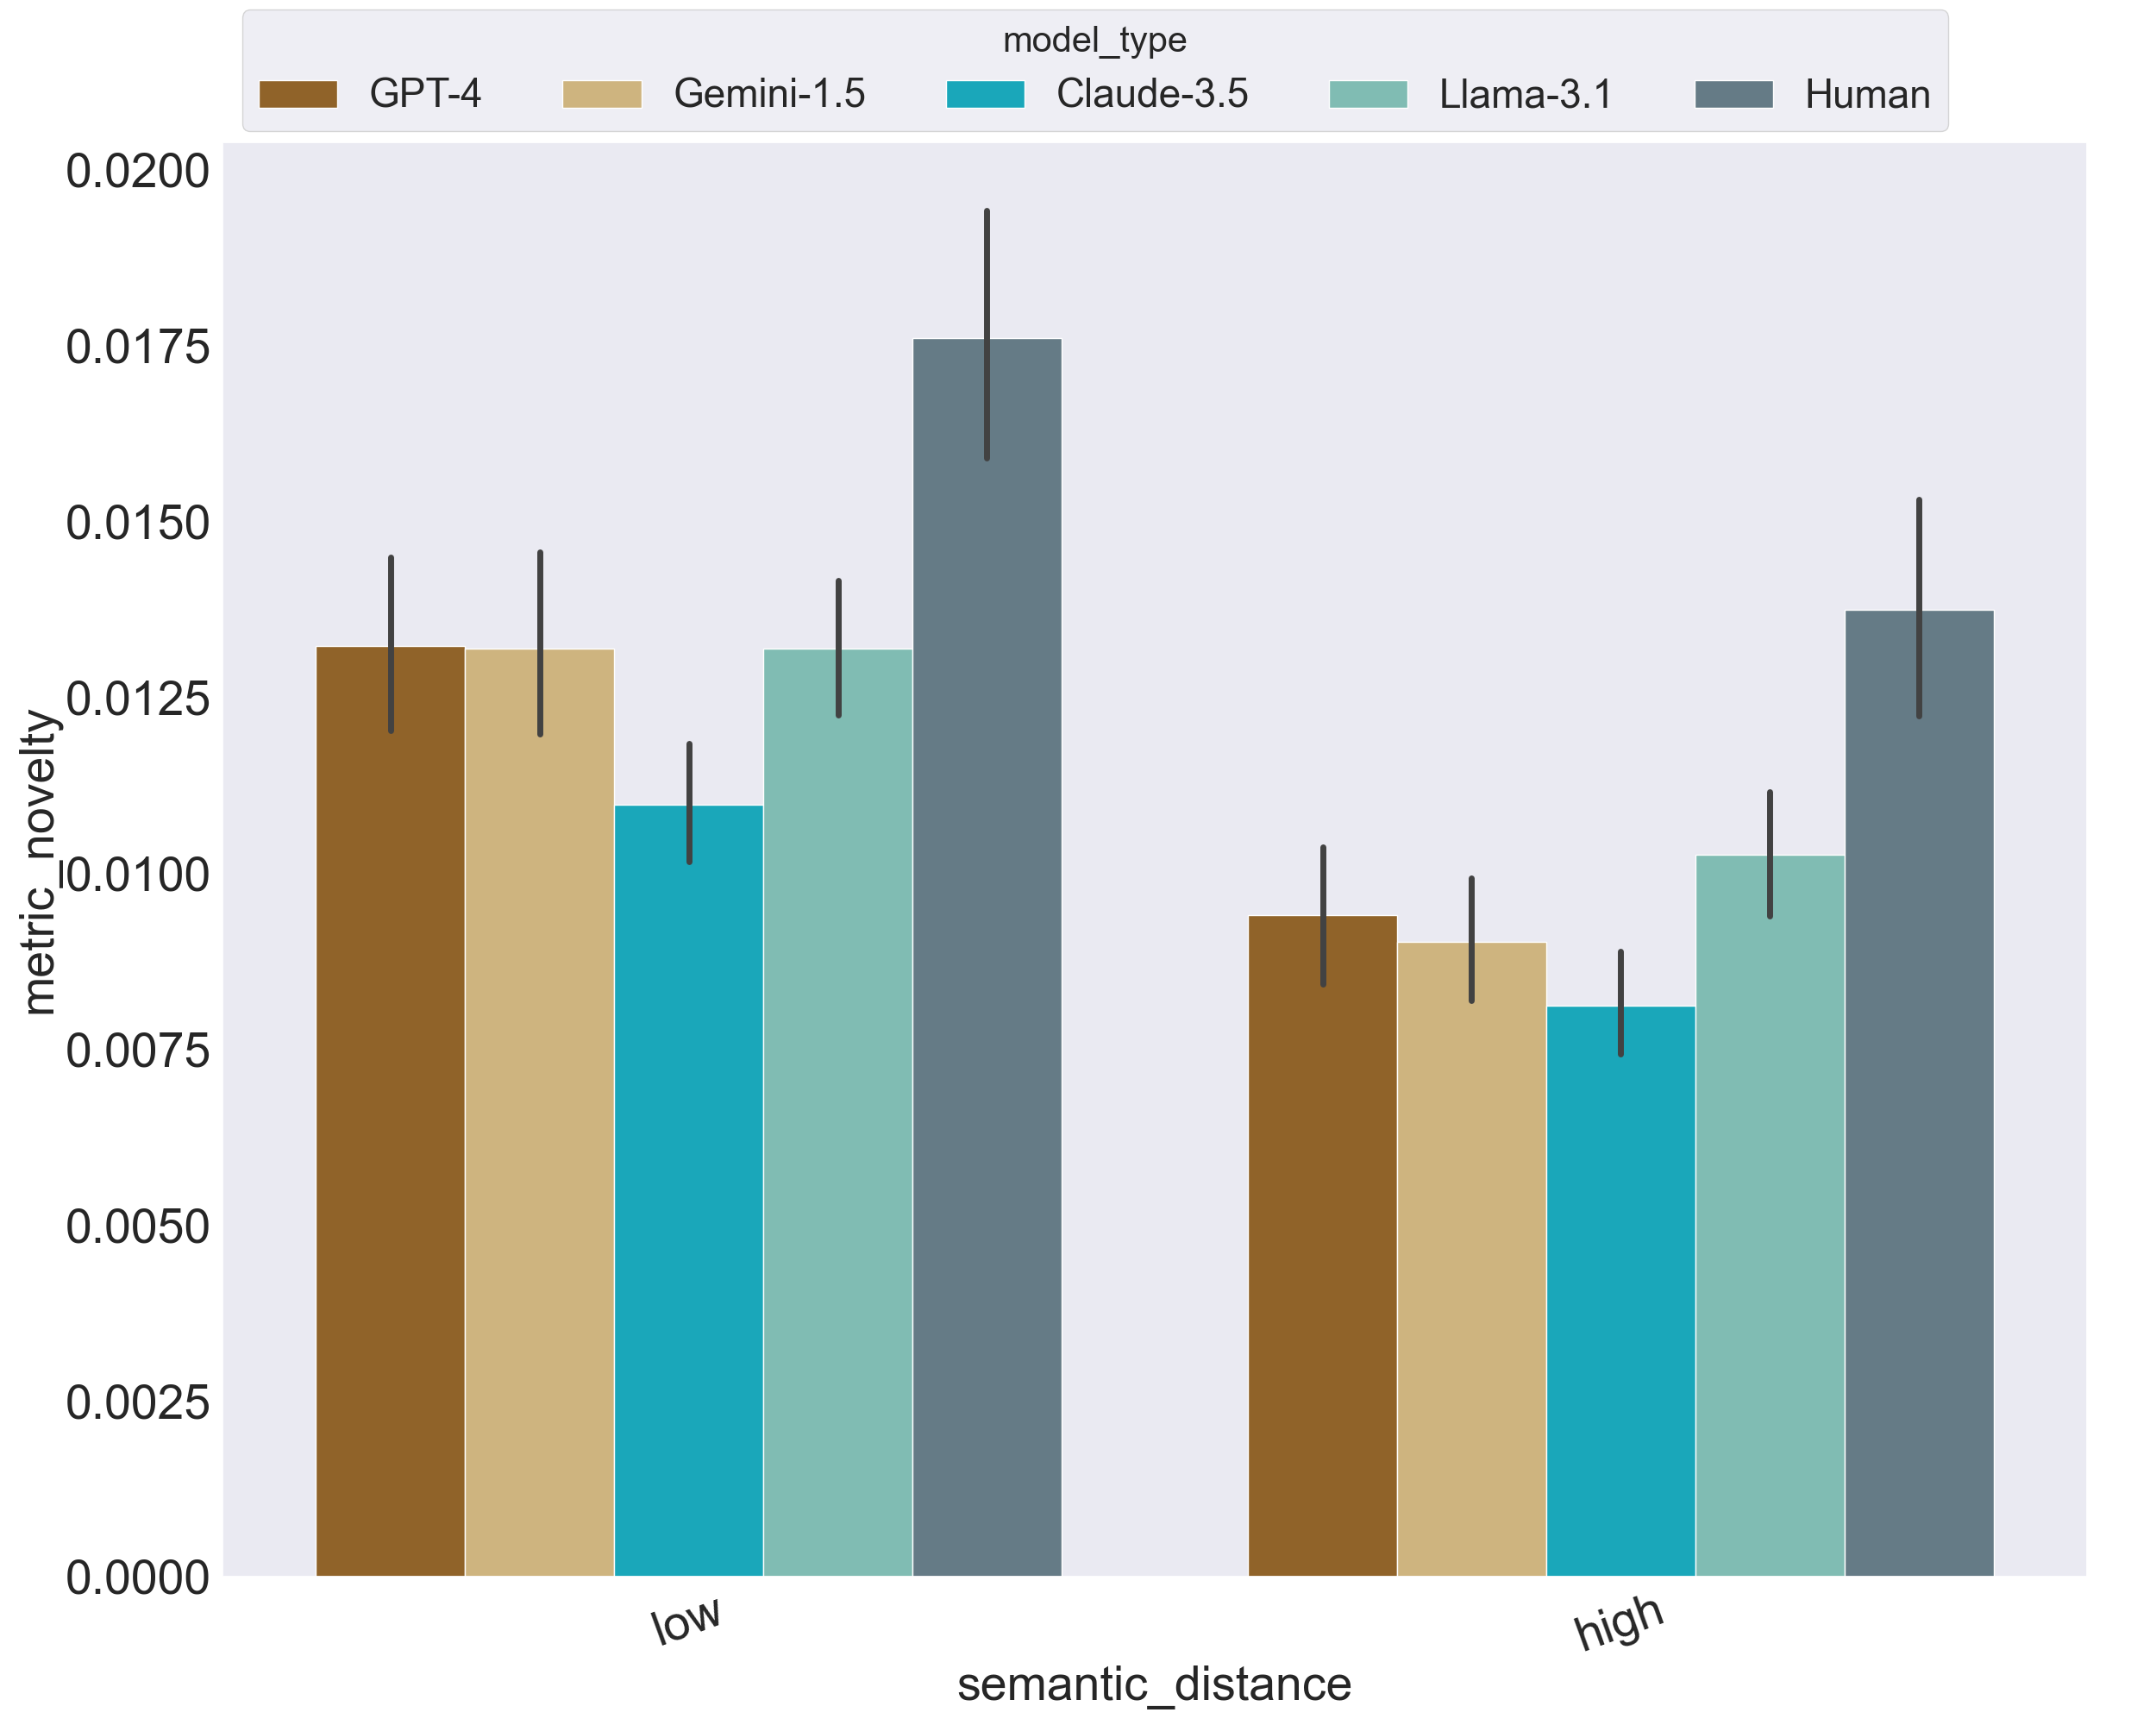 model_type
GPT-4 Gemini-1.5 Claude-3.5 Llama-3.1 Human
0.0200
0.0175
0.0150
0.0125
0.0100
0.0075
0.0050
0.0025
0.0000
metric_novelty
low high
semantic_distance